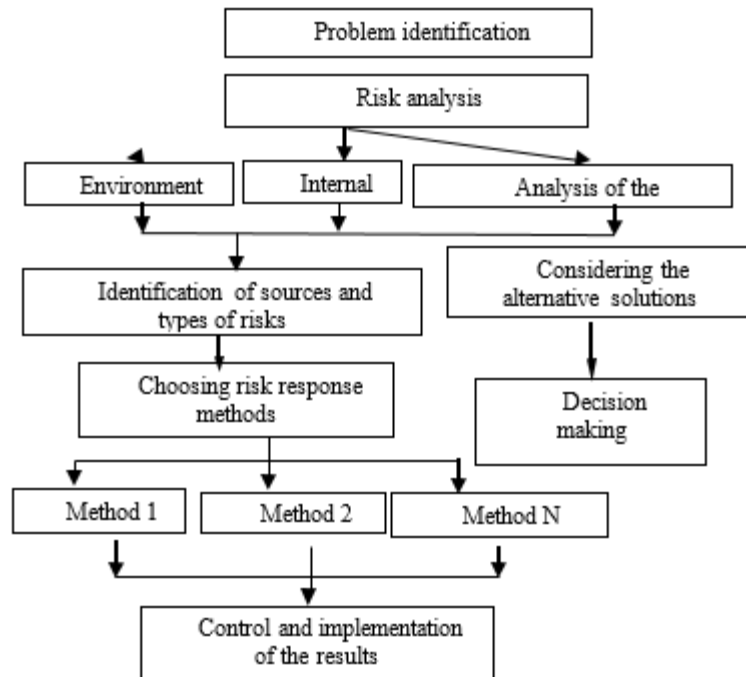 Problem identification
Risk analysis
Environment
Internal
Analysis of the
Identification of sources and
types of risks
Considering the
alternative solutions
Choosing risk response
methods
Decision
making
Method 1
Method 2
Method N
Control and implementation
of the results